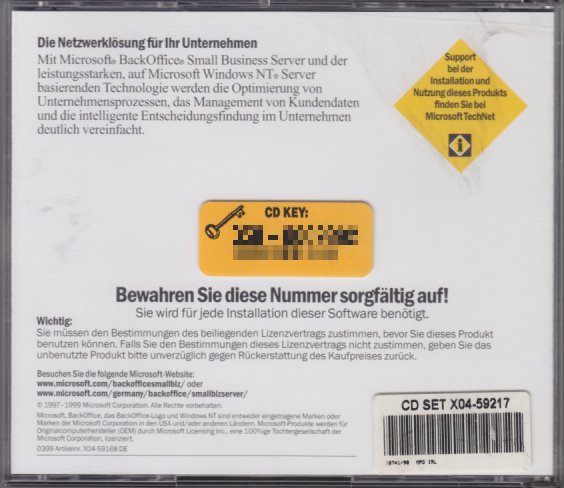 Die Netzwerklösung für Ihr Unternehmen
Mit Microsoft® BackOffice® Small Business Server und der
leistungsstarken, auf Microsoft Windows NT® Server
basierenden Technologie werden die Optimierung von
Unternehmensprozessen, das Management von Kundendaten
und die intelligente Entscheidungsfindung im Unternehmen
deutlich vereinfacht.
Support
bei der
Installation und
Nutzung dieses Produkts
finden Sie bei
Microsoft TechNet
i
CD KEY:
Bewahren Sie diese Nummer sorgfältig auf!
Sie wird für jede Installation dieser Software benötigt.
Wichtig:
Sie müssen den Bestimmungen des beiliegenden Lizenzvertrags zustimmen, bevor Sie dieses Produkt
benutzen können. Falls Sie den Bestimmungen dieses Lizenzvertrags nicht zustimmen, geben Sie das
unbenutzte Produkt bitte unverzüglich gegen Rückerstattung des Kaufpreises zurück.
Besuchen Sie die folgende Microsoft-Website:
www.microsoft.com/backofficesmallbiz/ oder
www.microsoft.com/germany/backoffice/smallbizserver/
© 1997-1999 Microsoft Corporation. Alle Rechte vorbehalten.
Microsoft, BackOffice, das BackOffice-Logo und Windows NT sind entweder eingetragene Marken oder
Marken der Microsoft Corporation in den USA und/oder anderen Ländern. Microsoft Produkte werden für
Originalcomputerhersteller (OEM) durch Microsoft Licensing Inc., eine 100%ige Tochtergesellschaft der
Microsoft Corporation, lizenziert.
0399 Artikelnr. X04-59168 DE
CD SET X04-59217
MPO IRL